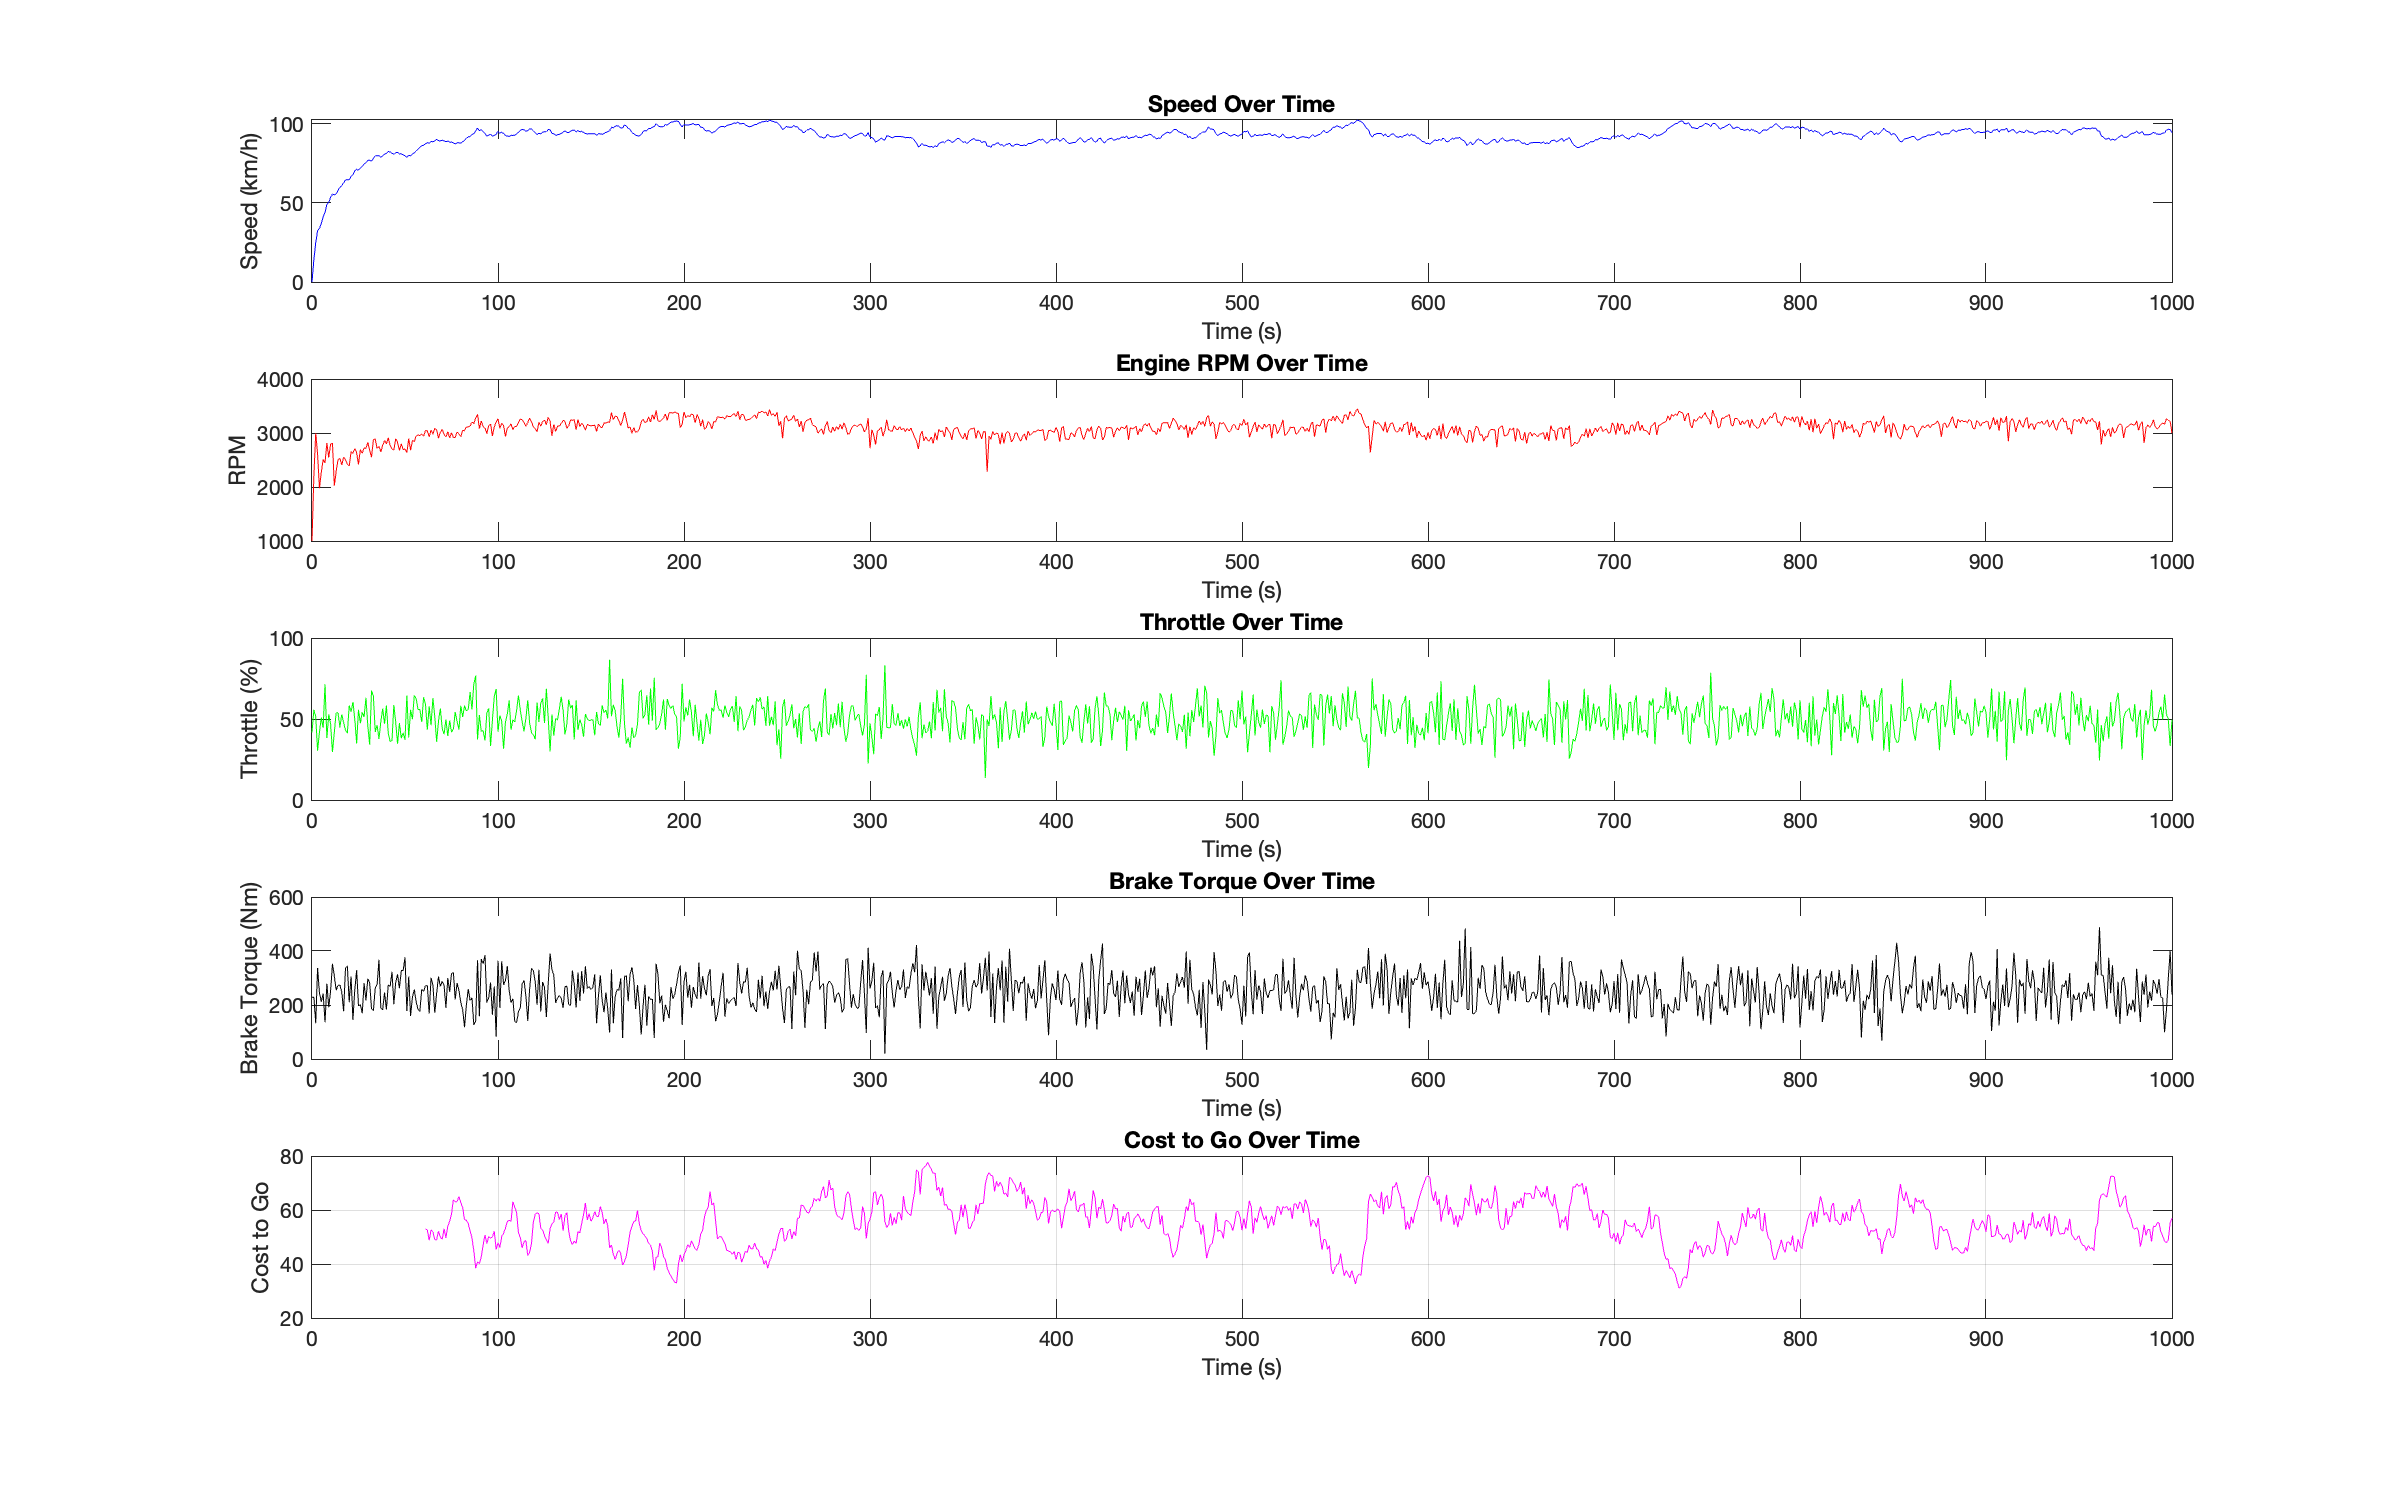 Speed Over Time
Speed (km/h)
100
50
0
0 100 200 300 400 500 600 700 800 900 1000
Time (s)
Engine RPM Over Time
RPM
4000
3000
2000
1000
0 100 200 300 400 500 600 700 800 900 1000
Time (s)
Throttle Over Time
Throttle (%)
100
50
0
0 100 200 300 400 500 600 700 800 900 1000
Time (s)
Brake Torque Over Time
Brake Torque (Nm)
600
400
200
0
0 100 200 300 400 500 600 700 800 900 1000
Time (s)
Cost to Go Over Time
Cost to Go
80
60
40
20
0 100 200 300 400 500 600 700 800 900 1000
Time (s)